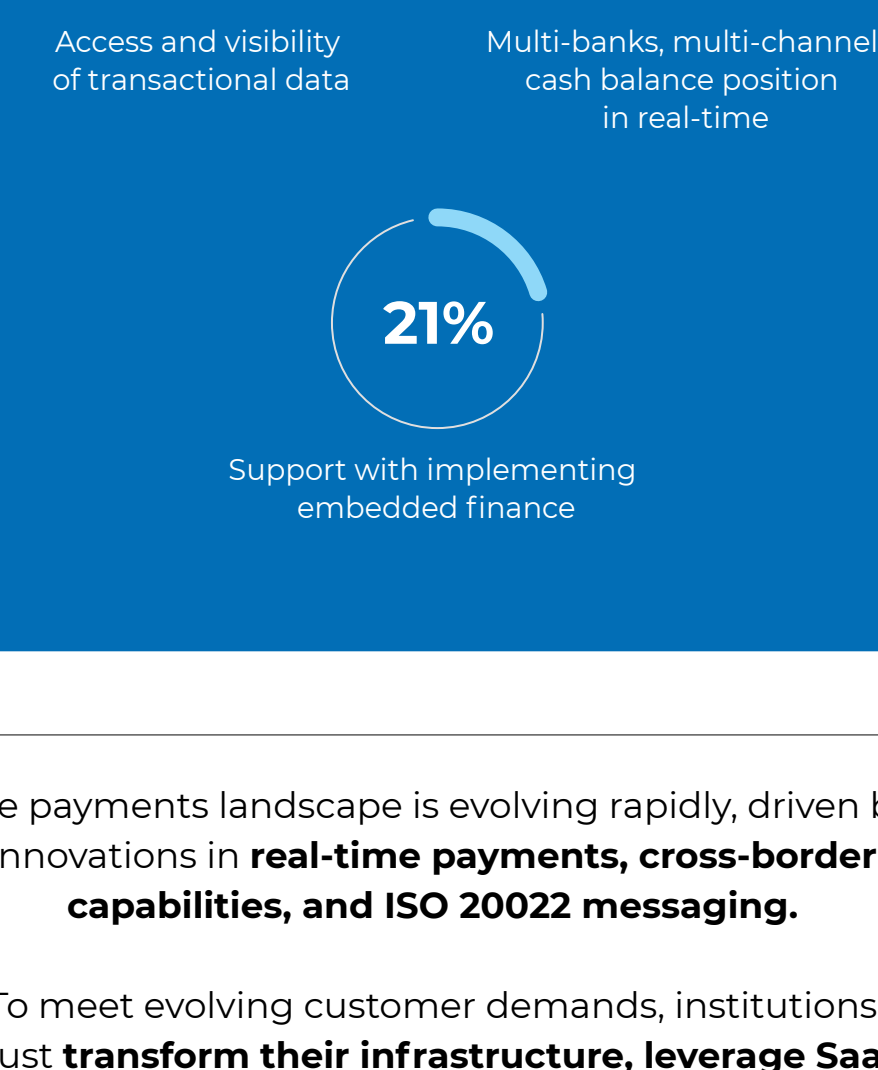 Access and visibility
of transactional data
Multi-banks, multi-channel
cash balance position
in real-time
21%
Support with implementing
embedded finance
e payments landscape is evolving rapidly, driven b
nnovations in real-time payments, cross-border
capabilities, and ISO 20022 messaging.
To meet evolving customer demands, institutions
ust transform their infrastructure, leverage Saa